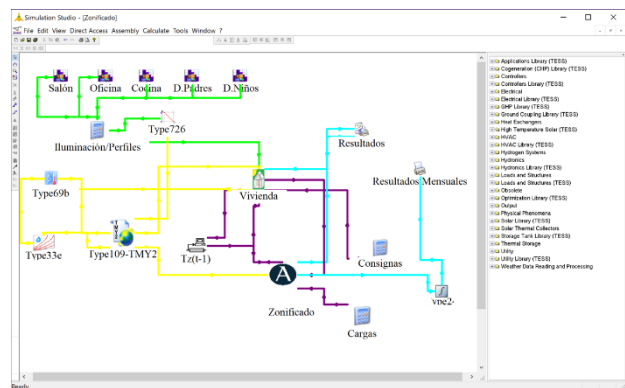 Simulation Studio - [Zonificado]
File Edit View Direct Access Assembly Calculate Tools Window ?
Salón Oficina Cocina D.Padres D.Niños
Type726
Iluminación/Perfiles
Resultados
Type69b
Vivienda
Resultados Mensuales
TMY2
Type33e
Type109-TMY2
Tz(t-1)
A
Consignas
Zonificado
vne2-
Cargas
Ready
Applications Library (TESS)
Cogeneration (CHP) Library (TESS)
Controllers
Controllers Library (TESS)
Electrical
Electrical Library (TESS)
GHP Library (TESS)
Ground Coupling Library (TESS)
Heat Exchangers
High Temperature Solar (TESS)
HVAC
HVAC Library (TESS)
Hydrogen Systems
Hydronics
Hydronics Library (TESS)
Loads and Structures
Loads and Structures (TESS)
Obsolete
Optimization Library (TESS)
Output
Physical Phenomena
Solar Library (TESS)
Solar Thermal Collectors
Storage Tank Library (TESS)
Thermal Storage
Utility
Utility Library (TESS)
Weather Data Reading and Processing